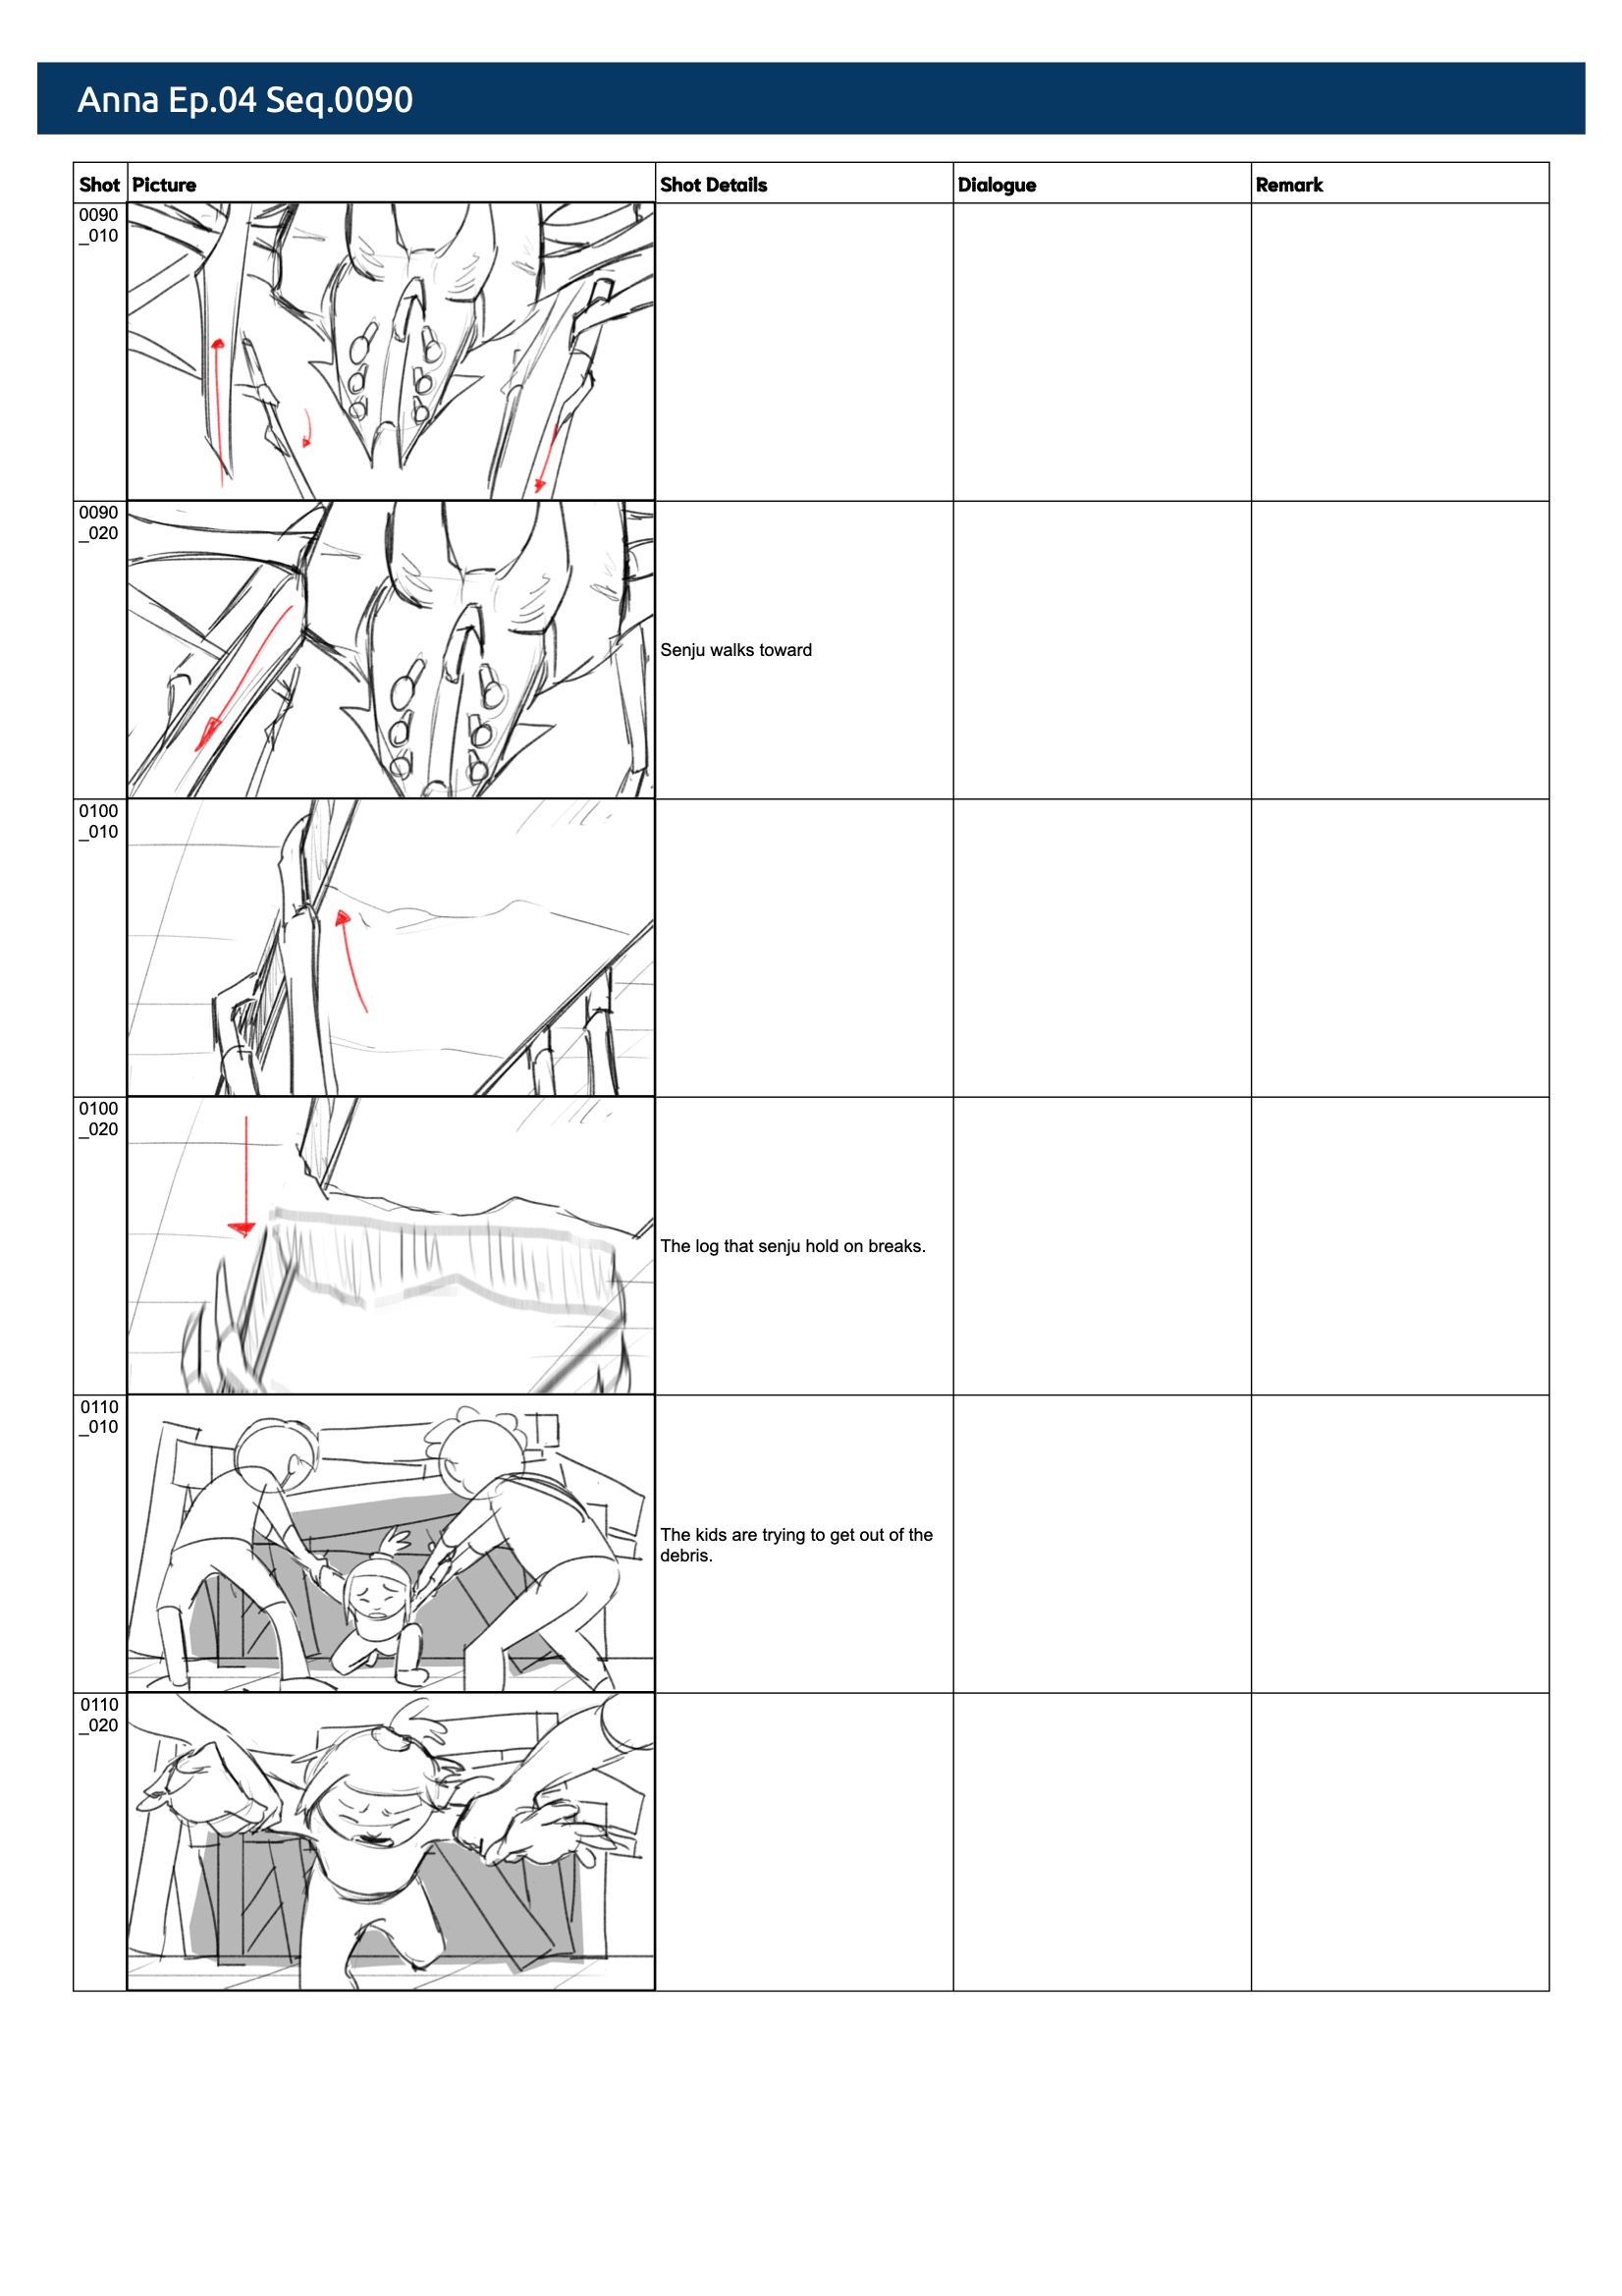 Anna Ep.04 Seq.0090
Shot Picture Shot Details Dialogue Remark
0090
_010
0090
_020
Senju walks toward
0100
_010
0100
_020
The log that senju hold on breaks.
0110
_010
The kids are trying to get out of the
debris.
0110
_020